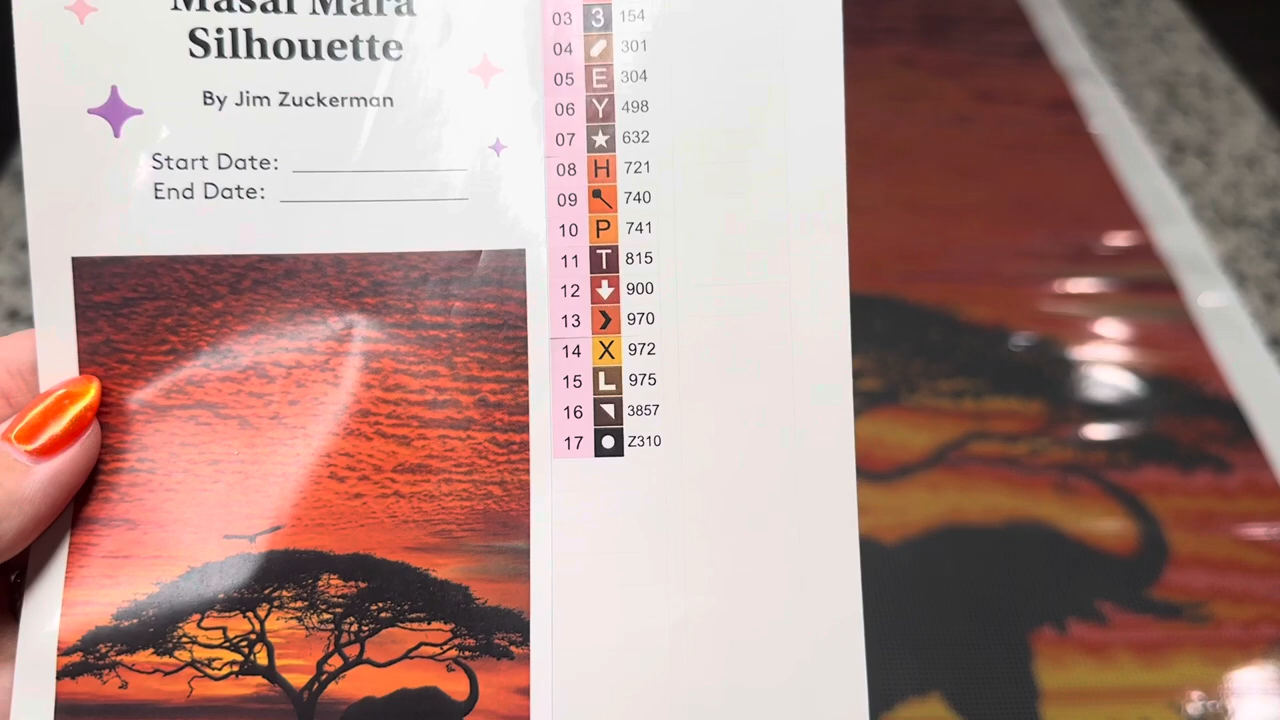 Masai Mara
Silhouette
By Jim Zuckerman
Start Date:
End Date:
03 3 154
04 301
05 E 304
06 Y 498
07 ★ 632
08 H 721
09 740
10 P 741
11 T 815
12 900
13 970
14 X 972
15 L 975
16 3857
17 Z310